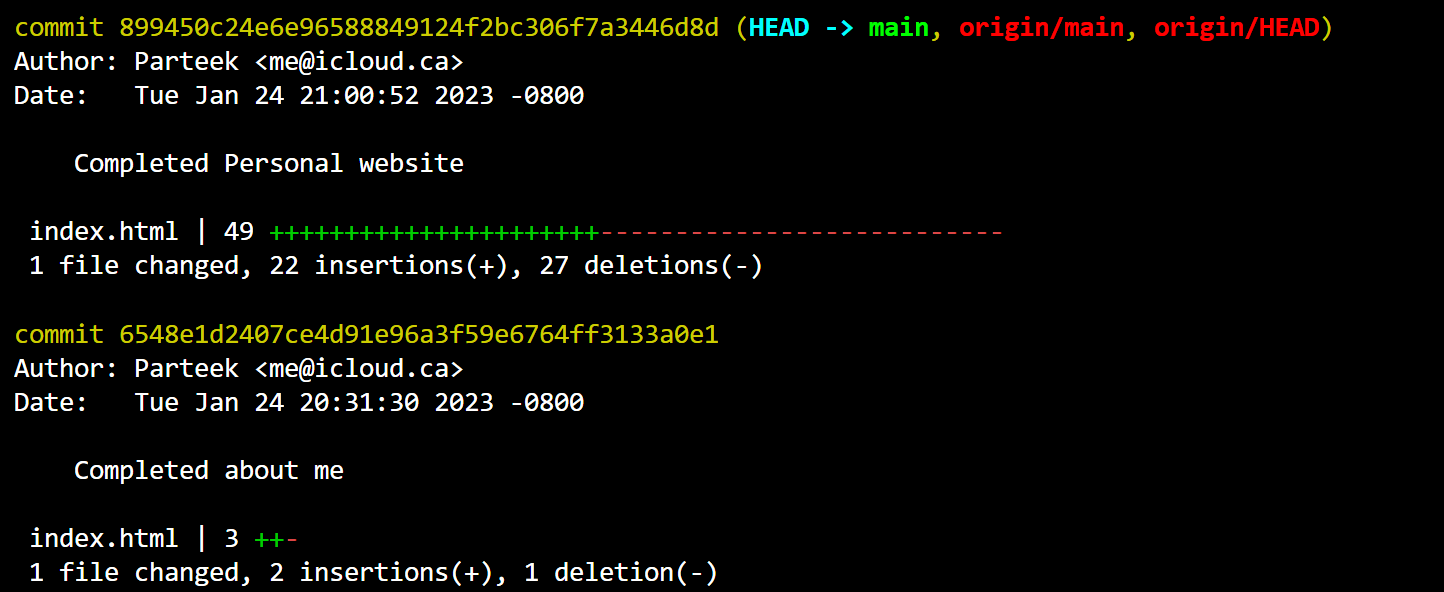 commit 899450c24e6e96588849124f2bc306f7a3446d8d (HEAD -> main, origin/main, origin/HEAD)
Author: Parteek <me@icloud.ca>
Date:   Tue Jan 24 21:00:52 2023 -0800

    Completed Personal website

 index.html | 49 ++++++++++++++++++++++---------------------------
 1 file changed, 22 insertions(+), 27 deletions(-)

commit 6548e1d2407ce4d91e96a3f59e6764ff3133a0e1
Author: Parteek <me@icloud.ca>
Date:   Tue Jan 24 20:31:30 2023 -0800

    Completed about me

 index.html | 3 ++-
 1 file changed, 2 insertions(+), 1 deletion(-)